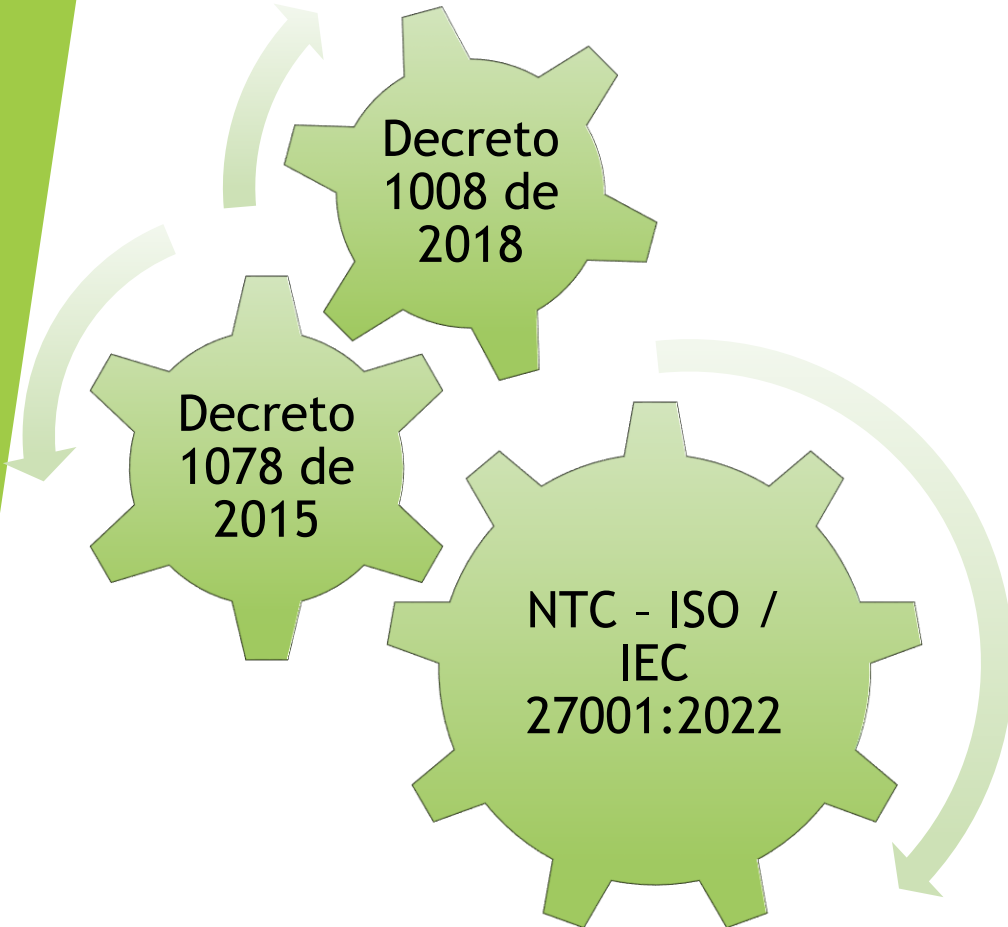 Decreto
1008 de
2018
Decreto
1078 de
2015
NTC – ISO /
IEC
27001:2022